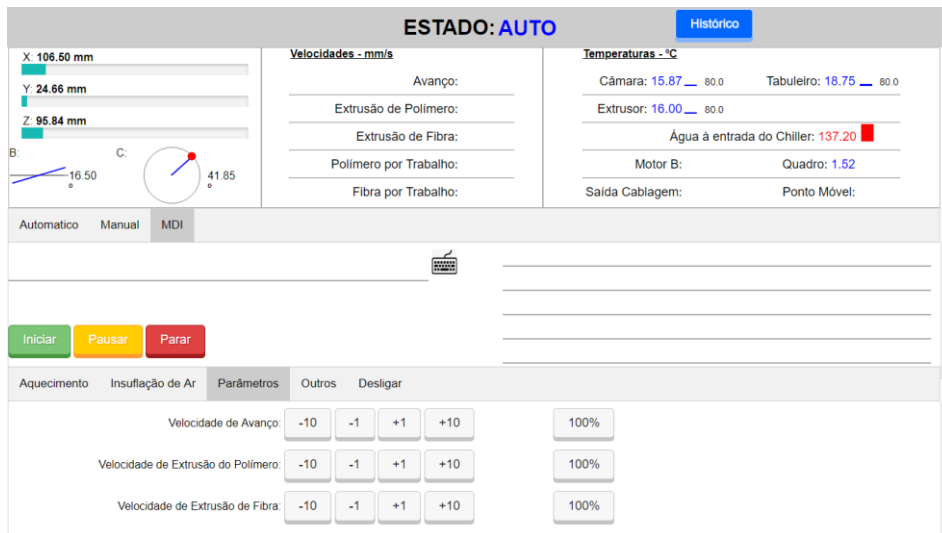 ESTADO: AUTO
Histórico
X: 106.50 mm
Y: 24.66 mm
Z: 95.84 mm
B:
16.50
º
C:
41.85
º
Velocidades - mm/s
Avanço:
Extrusão de Polímero:
Extrusão de Fibra:
Polímero por Trabalho:
Fibra por Trabalho:
Temperaturas - ºC
Câmara: 15.87 80.0 Tabuleiro: 18.75 80.0
Extrusor: 16.00 80.0
Água à entrada do Chiller: 137.20
Motor B: Quadro: 1.52
Saída Cablagem: Ponto Móvel:
Automatico Manual MDI
Iniciar Pausar Parar
Aquecimento Insuflação de Ar Parâmetros Outros Desligar
Velocidade de Avanço: -10 -1 +1 +10 100%
Velocidade de Extrusão do Polímero: -10 -1 +1 +10 100%
Velocidade de Extrusão de Fibra: -10 -1 +1 +10 100%